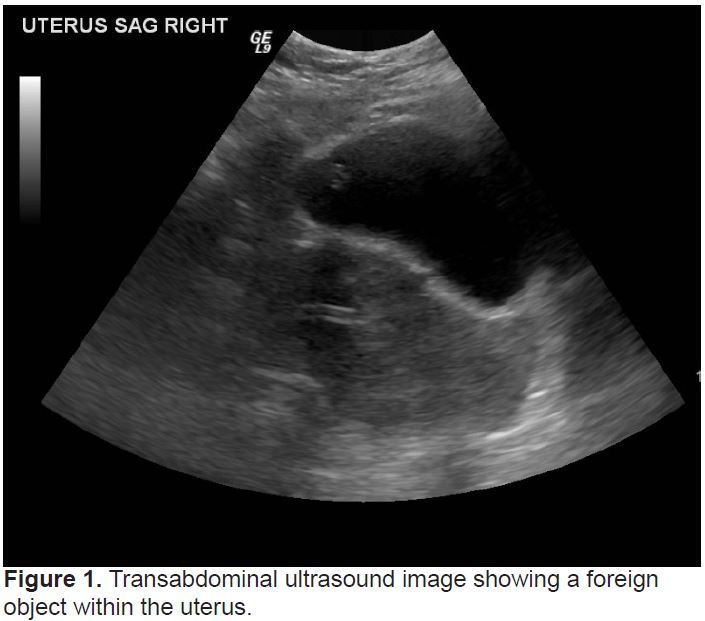 UTERUS SAG RIGHT
GE
L9
1
Figure 1. Transabdominal ultrasound image showing a foreign
object within the uterus.